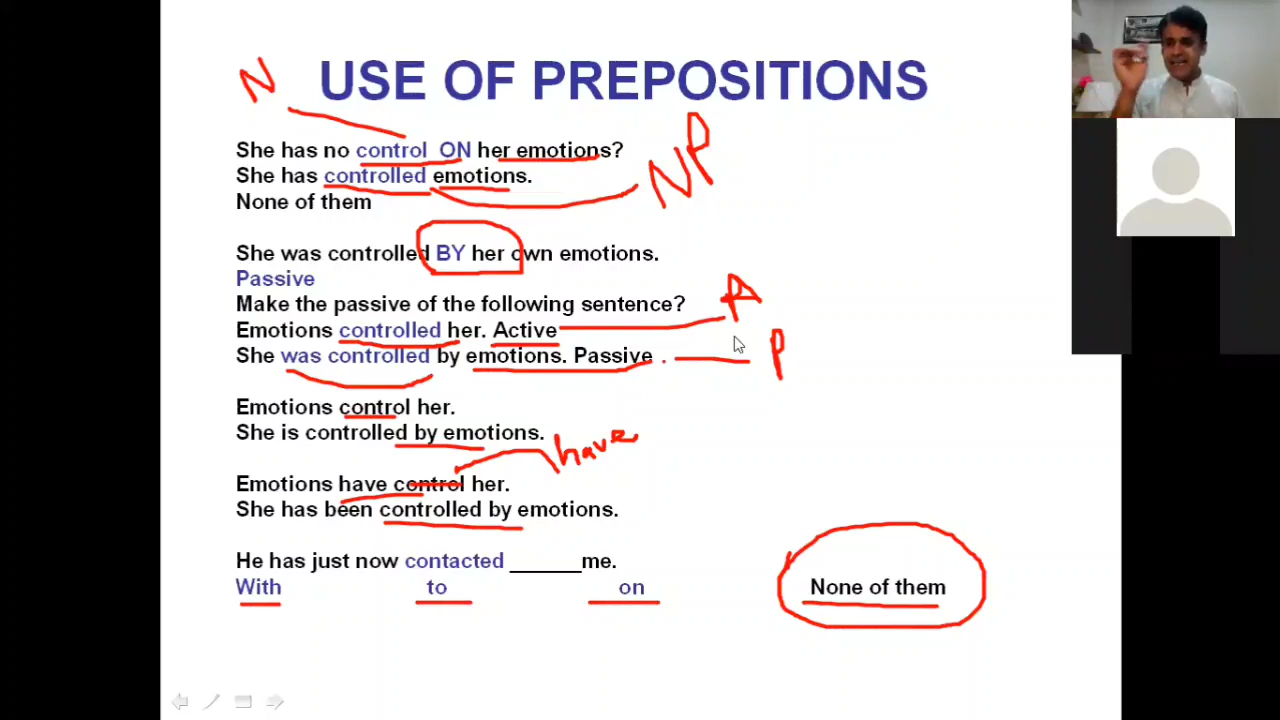 N
USE OF PREPOSITIONS
She has no control ON her emotions?
She has controlled emotions.
NP
None of them
She was controlled BY her own emotions.
Passive
Make the passive of the following sentence?
A
Emotions controlled her. Active
She was controlled by emotions. Passive .
P
Emotions control her.
She is controlled by emotions.
have
Emotions have control her.
She has been controlled by emotions.
He has just now contacted ______me.
With to on None of them